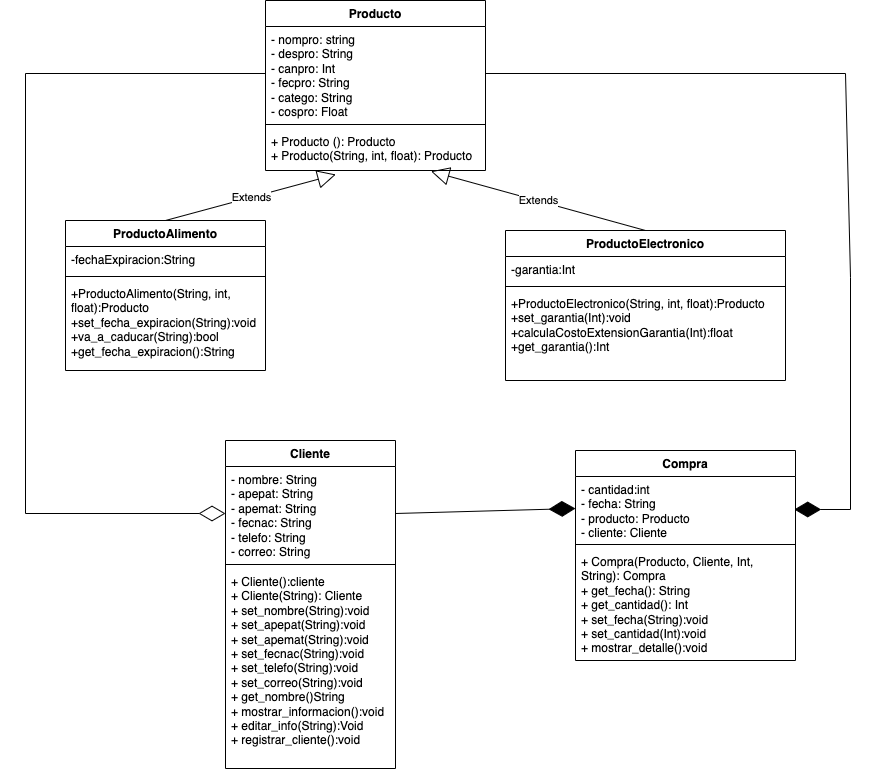 Producto
- nompro: string
- despro: String
- canpro: Int
- fecpro: String
- catego: String
- cospro: Float
+ Producto (): Producto
+ Producto(String, int, float): Producto
Extends
Extends
ProductoAlimento
-fechaExpiracion:String
+ProductoAlimento(String, int,
float):Producto
+set_fecha_expiracion(String):void
+va_a_caducar(String):bool
+get_fecha_expiracion():String
ProductoElectronico
-garantia:Int
+ProductoElectronico(String, int, float):Producto
+set_garantia(Int):void
+calculaCostoExtensionGarantia(Int):float
+get_garantia():Int
Cliente
- nombre: String
- apepat: String
- apemat: String
- fecnac: String
- telefo: String
- correo: String
+ Cliente():cliente
+ Cliente(String): Cliente
+ set_nombre(String):void
+ set_apepat(String):void
+ set_apemat(String):void
+ set_fecnac(String):void
+ set_telefo(String):void
+ set_correo(String):void
+ get_nombre()String
+ mostrar_informacion():void
+ editar_info(String):Void
+ registrar_cliente():void
Compra
- cantidad:int
- fecha: String
- producto: Producto
- cliente: Cliente
+ Compra(Producto, Cliente, Int,
String): Compra
+ get_fecha(): String
+ get_cantidad(): Int
+ set_fecha(String):void
+ set_cantidad(Int):void
+ mostrar_detalle():void